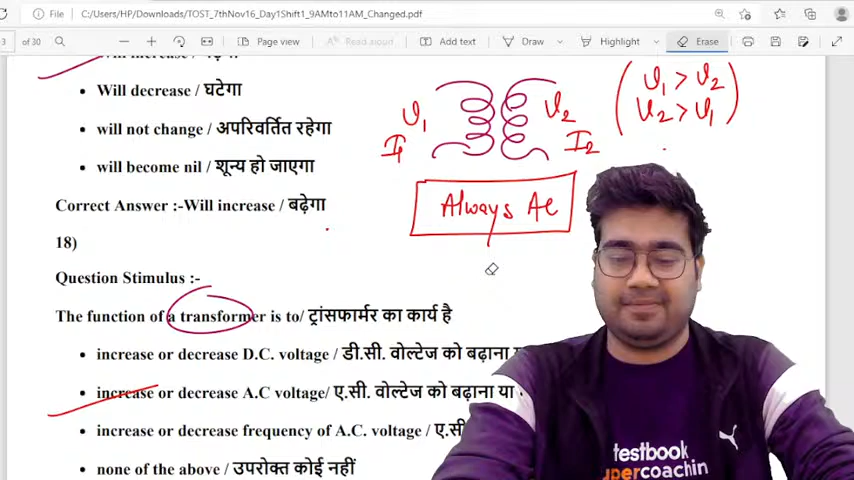 C:/Users/HP/Downloads/TOST_7thNov16_Day1Shift1_9AMto11AM_Changed.pdf
of 30
Page view
Read aloud
Add text
Draw
Highlight
Erase
• Will decrease / घटेगा
• will not change / अपरिवर्तित रहेगा
• will become nil / शून्य हो जाएगा
Correct Answer :-Will increase / बढ़ेगा
18)
Question Stimulus :-
The function of a transformer is to/ ट्रांसफार्मर का कार्य है
• increase or decrease D.C. voltage / डी.सी. वोल्टेज को बढ़ाना
• increase or decrease A.C voltage/ ए.सी. वोल्टेज को बढ़ाना या
• increase or decrease frequency of A.C. voltage /
• none of the above / उपरोक्त कोई नहीं
V1
V2
I1
I2
(V1 > V2
V2 > V1)
Always AC
testbook
supercoachin